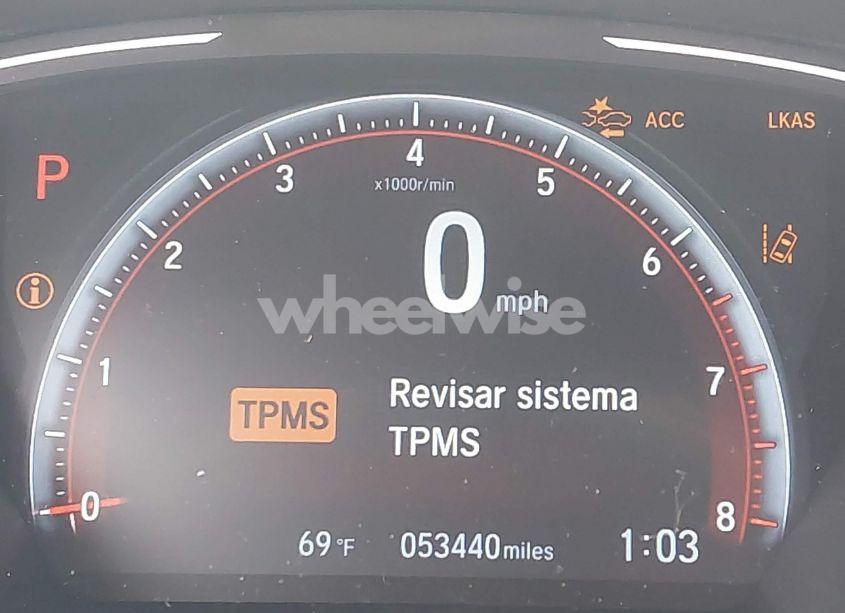 ACC
LKAS
P
4
x1000r/min
3
5
2
6
0 mph
i
wheelwise
1
7
Revisar sistema
TPMS
TPMS
0
8
69 °F
053440 miles
1:03